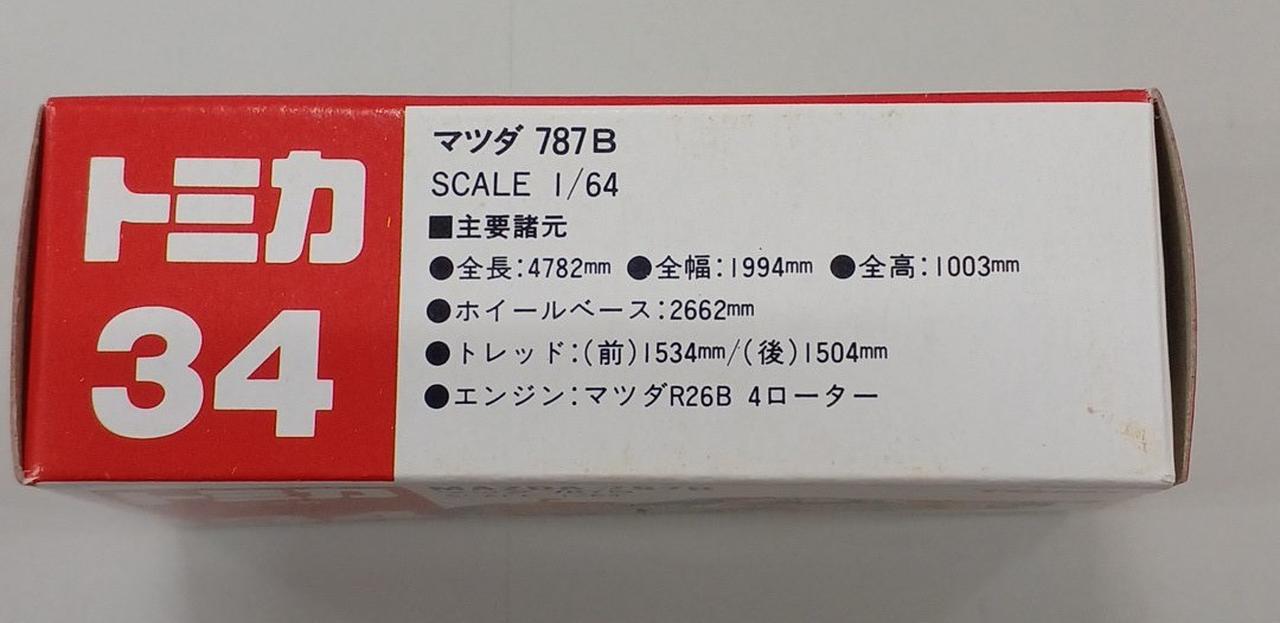 トミカ
34
マツダ 787B
SCALE 1/64
■主要諸元
●全長:4782mm ●全幅:1994mm ●全高:1003mm
●ホイールベース:2662mm
●トレッド:(前)1534mm/(後)1504mm
●エンジン:マツダR26B 4ローター
MAZDA 787B